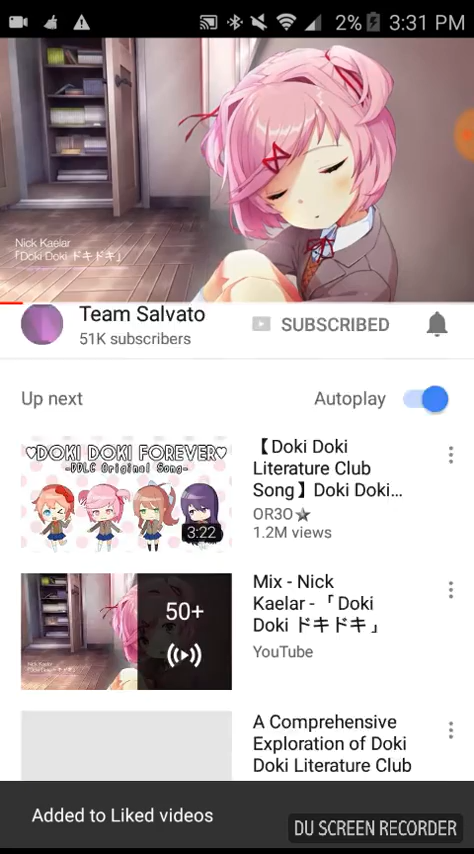 2% 3:31 PM
Nick Kaelar
「Doki Doki ドキドキ」
Team Salvato
51K subscribers
SUBSCRIBED
Up next
Autoplay
♡DOKI DOKI FOREVER♡
-DDLC Original Song-
3:22
【Doki Doki
Literature Club
Song】Doki Doki...
OR3O★
1.2M views
50+
Mix - Nick
Kaelar - 「Doki
Doki ドキドキ」
YouTube
A Comprehensive
Exploration of Doki
Doki Literature Club
Added to Liked videos
DU SCREEN RECORDER